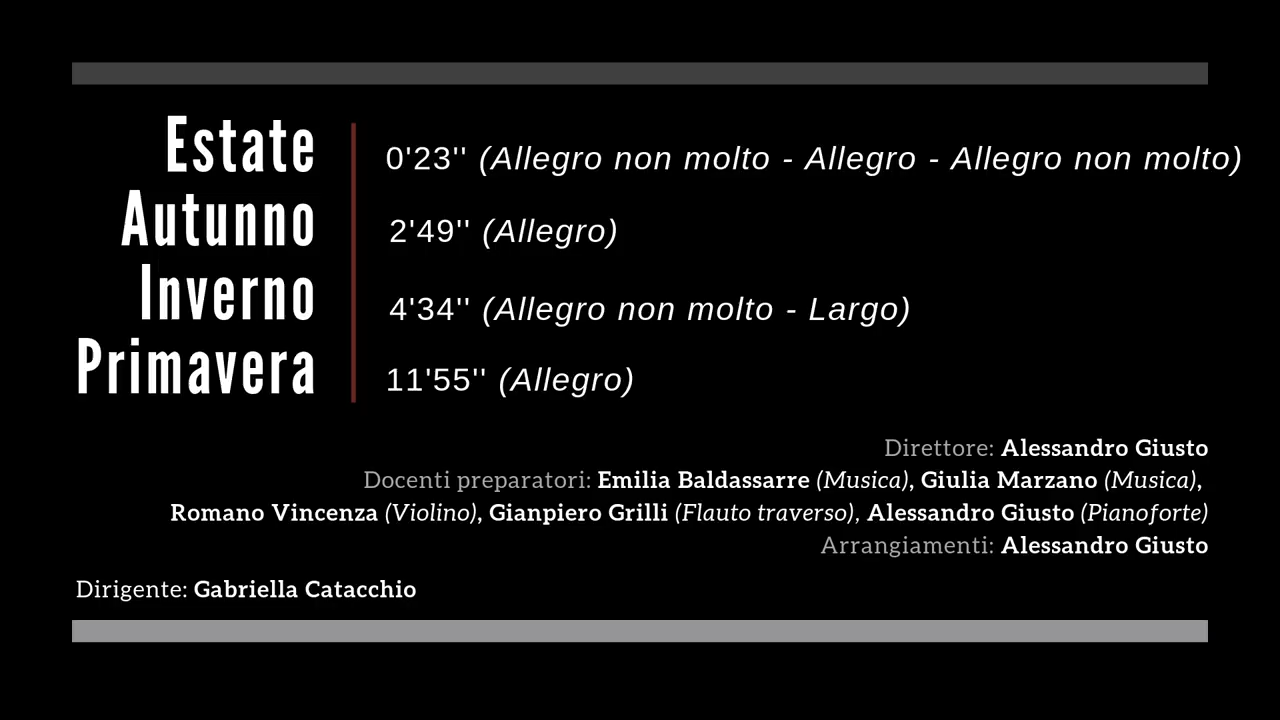 Estate 0'23'' (Allegro non molto - Allegro - Allegro non molto)
Autunno 2'49'' (Allegro)
Inverno 4'34'' (Allegro non molto - Largo)
Primavera 11'55'' (Allegro)
Direttore: Alessandro Giusto
Docenti preparatori: Emilia Baldassarre (Musica), Giulia Marzano (Musica),
Romano Vincenza (Violino), Gianpiero Grilli (Flauto traverso), Alessandro Giusto (Pianoforte)
Arrangiamenti: Alessandro Giusto
Dirigente: Gabriella Catacchio